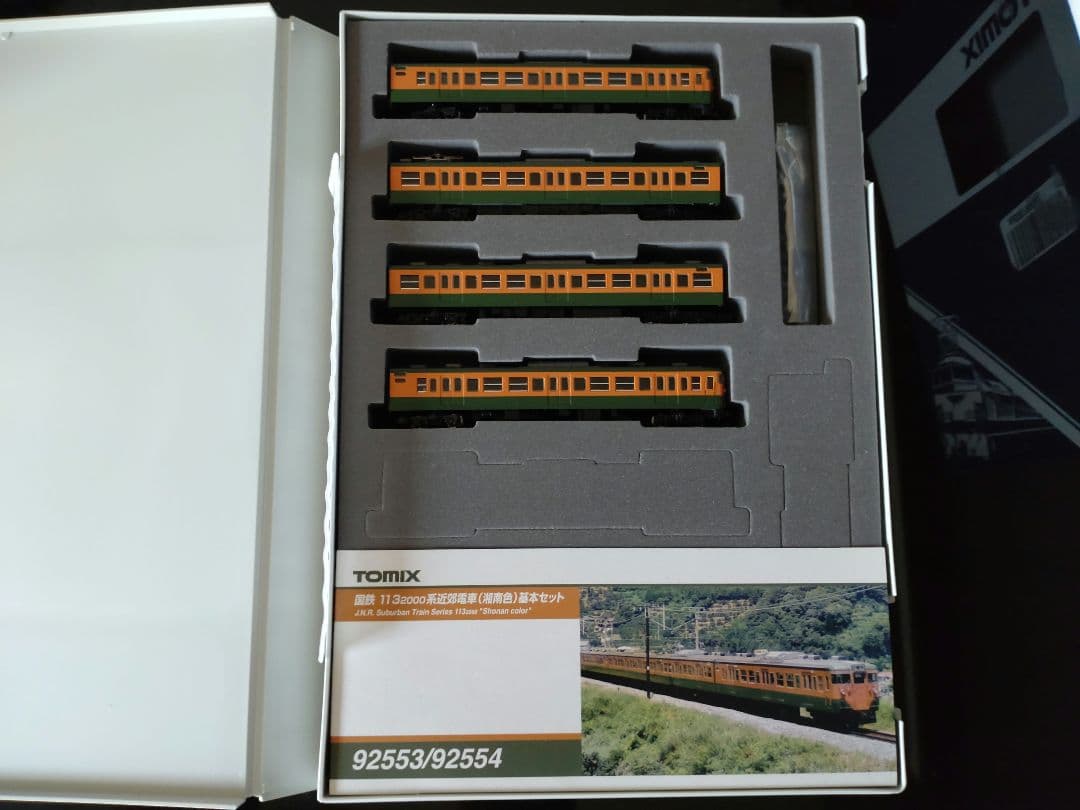 TOMIX
TOMIX
国鉄 113 2000系近郊電車(湘南色)基本セット
J.N.R. Suburban Train Series 113 2000 "Shonan color"
92553/92554